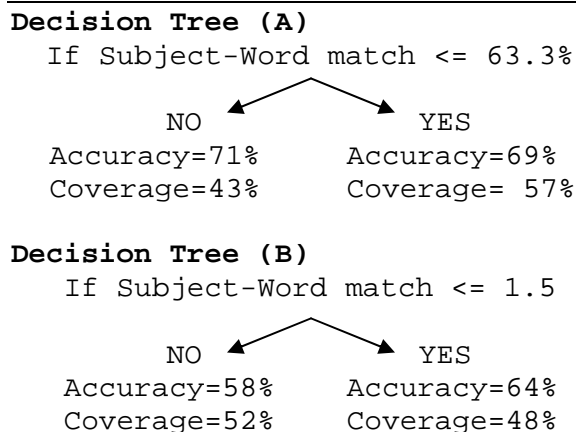 Decision Tree (A)
If Subject-Word match <= 63.3%
NO YES
Accuracy=71% Accuracy=69%
Coverage=43% Coverage= 57%
Decision Tree (B)
If Subject-Word match <= 1.5
NO YES
Accuracy=58% Accuracy=64%
Coverage=52% Coverage=48%